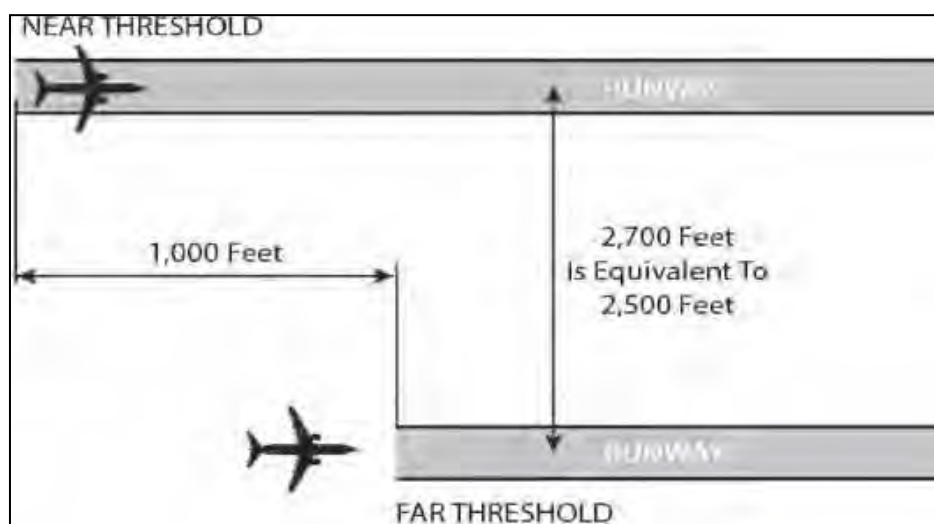 NEAR THRESHOLD
RUNWAY
1,000 Feet
2,700 Feet
Is Equivalent To
2,500 Feet
RUNWAY
FAR THRESHOLD